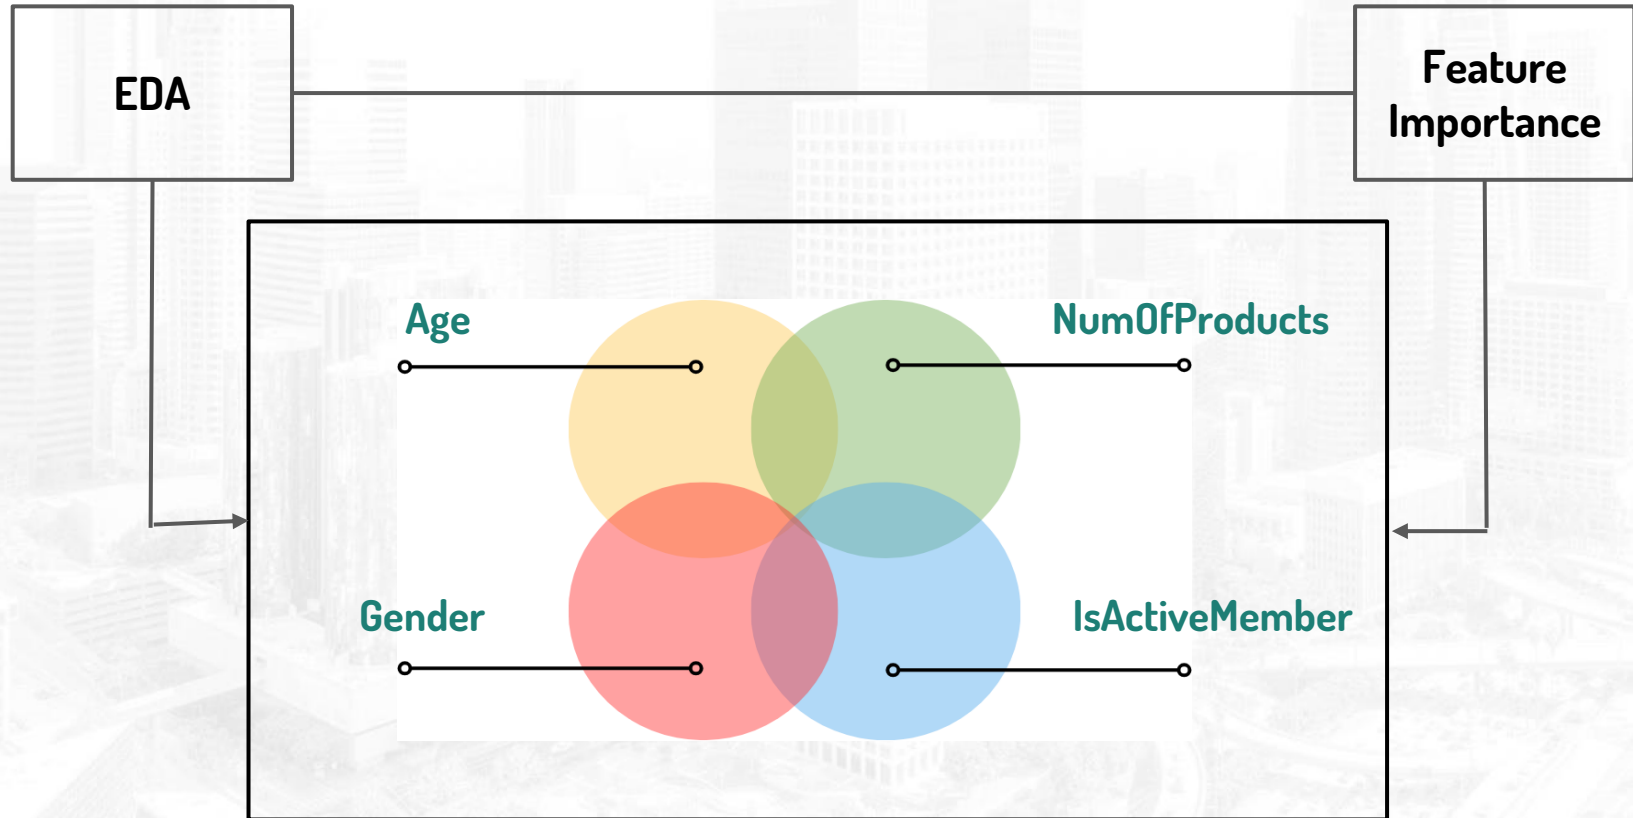 EDA
Feature
Importance
Age
NumOfProducts
Gender
IsActiveMember